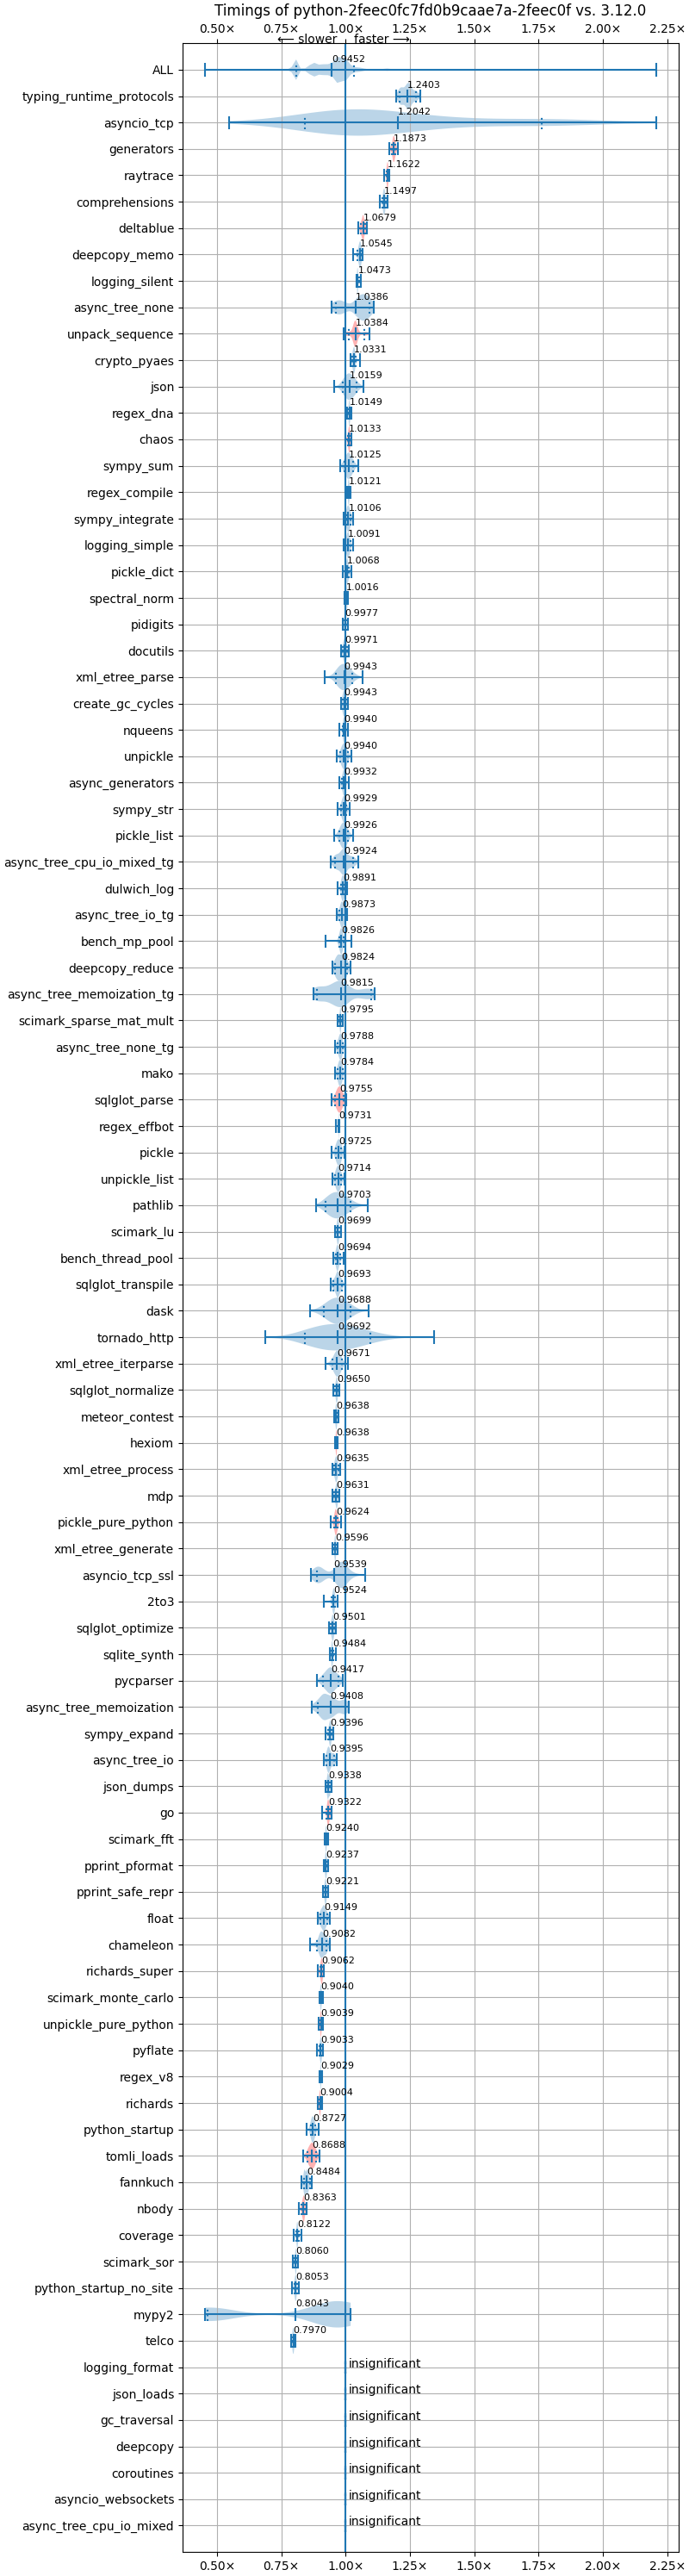 Timings of python-2feec0fc7fd0b9caae7a-2feec0f vs. 3.12.0
0.50× 0.75× 1.00× 1.25× 1.50× 1.75× 2.00× 2.25×
⟵ slower faster ⟶
ALL 0.9452
typing_runtime_protocols 1.2403
asyncio_tcp 1.2042
generators 1.1873
raytrace 1.1622
comprehensions 1.1497
deltablue 1.0679
deepcopy_memo 1.0545
logging_silent 1.0473
async_tree_none 1.0386
unpack_sequence 1.0384
crypto_pyaes 1.0331
json 1.0159
regex_dna 1.0149
chaos 1.0133
sympy_sum 1.0125
regex_compile 1.0121
sympy_integrate 1.0106
logging_simple 1.0091
pickle_dict 1.0068
spectral_norm 1.0016
pidigits 0.9977
docutils 0.9971
xml_etree_parse 0.9943
create_gc_cycles 0.9943
nqueens 0.9940
unpickle 0.9940
async_generators 0.9932
sympy_str 0.9929
pickle_list 0.9926
async_tree_cpu_io_mixed_tg 0.9924
dulwich_log 0.9891
async_tree_io_tg 0.9873
bench_mp_pool 0.9826
deepcopy_reduce 0.9824
async_tree_memoization_tg 0.9815
scimark_sparse_mat_mult 0.9795
async_tree_none_tg 0.9788
mako 0.9784
sqlglot_parse 0.9755
regex_effbot 0.9731
pickle 0.9725
unpickle_list 0.9714
pathlib 0.9703
scimark_lu 0.9699
bench_thread_pool 0.9694
sqlglot_transpile 0.9693
dask 0.9688
tornado_http 0.9692
xml_etree_iterparse 0.9671
sqlglot_normalize 0.9650
meteor_contest 0.9638
hexiom 0.9638
xml_etree_process 0.9635
mdp 0.9631
pickle_pure_python 0.9624
xml_etree_generate 0.9596
asyncio_tcp_ssl 0.9539
2to3 0.9524
sqlglot_optimize 0.9501
sqlite_synth 0.9484
pycparser 0.9417
async_tree_memoization 0.9408
sympy_expand 0.9396
async_tree_io 0.9395
json_dumps 0.9338
go 0.9322
scimark_fft 0.9240
pprint_pformat 0.9237
pprint_safe_repr 0.9221
float 0.9149
chameleon 0.9082
richards_super 0.9062
scimark_monte_carlo 0.9040
unpickle_pure_python 0.9039
pyflate 0.9033
regex_v8 0.9029
richards 0.9004
python_startup 0.8727
tomli_loads 0.8688
fannkuch 0.8484
nbody 0.8363
coverage 0.8122
scimark_sor 0.8060
python_startup_no_site 0.8053
mypy2 0.8043
telco 0.7970
logging_format insignificant
json_loads insignificant
gc_traversal insignificant
deepcopy insignificant
coroutines insignificant
asyncio_websockets insignificant
async_tree_cpu_io_mixed insignificant
0.50× 0.75× 1.00× 1.25× 1.50× 1.75× 2.00× 2.25×